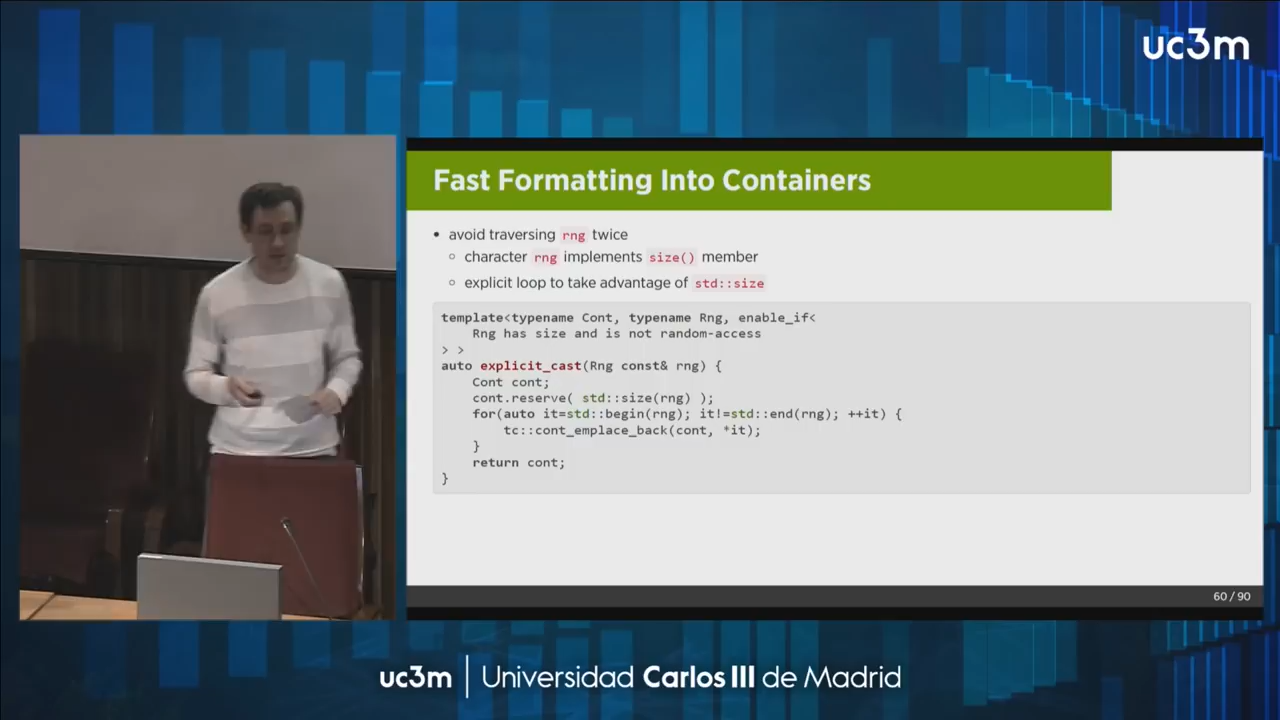 uc3m
Fast Formatting Into Containers
• avoid traversing rng twice
◦ character rng implements size() member
◦ explicit loop to take advantage of std::size
template<typename Cont, typename Rng, enable_if<
    Rng has size and is not random-access
> >
auto explicit_cast(Rng const& rng) {
    Cont cont;
    cont.reserve( std::size(rng) );
    for(auto it=std::begin(rng); it!=std::end(rng); ++it) {
        tc::cont_emplace_back(cont, *it);
    }
    return cont;
}
60 / 90
uc3m | Universidad Carlos III de Madrid